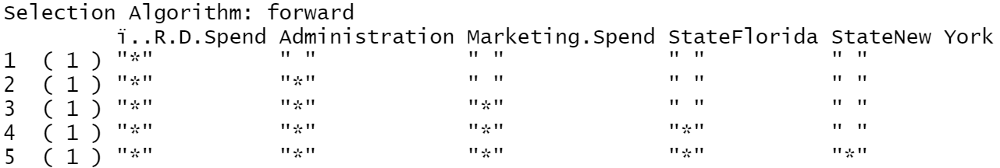 Selection Algorithm: forward
         ï..R.D.Spend Administration Marketing.Spend StateFlorida StateNew York
1  ( 1 ) "*"          " "            " "             " "          " "
2  ( 1 ) "*"          "*"            " "             " "          " "
3  ( 1 ) "*"          "*"            "*"             " "          " "
4  ( 1 ) "*"          "*"            "*"             "*"          " "
5  ( 1 ) "*"          "*"            "*"             "*"          "*"